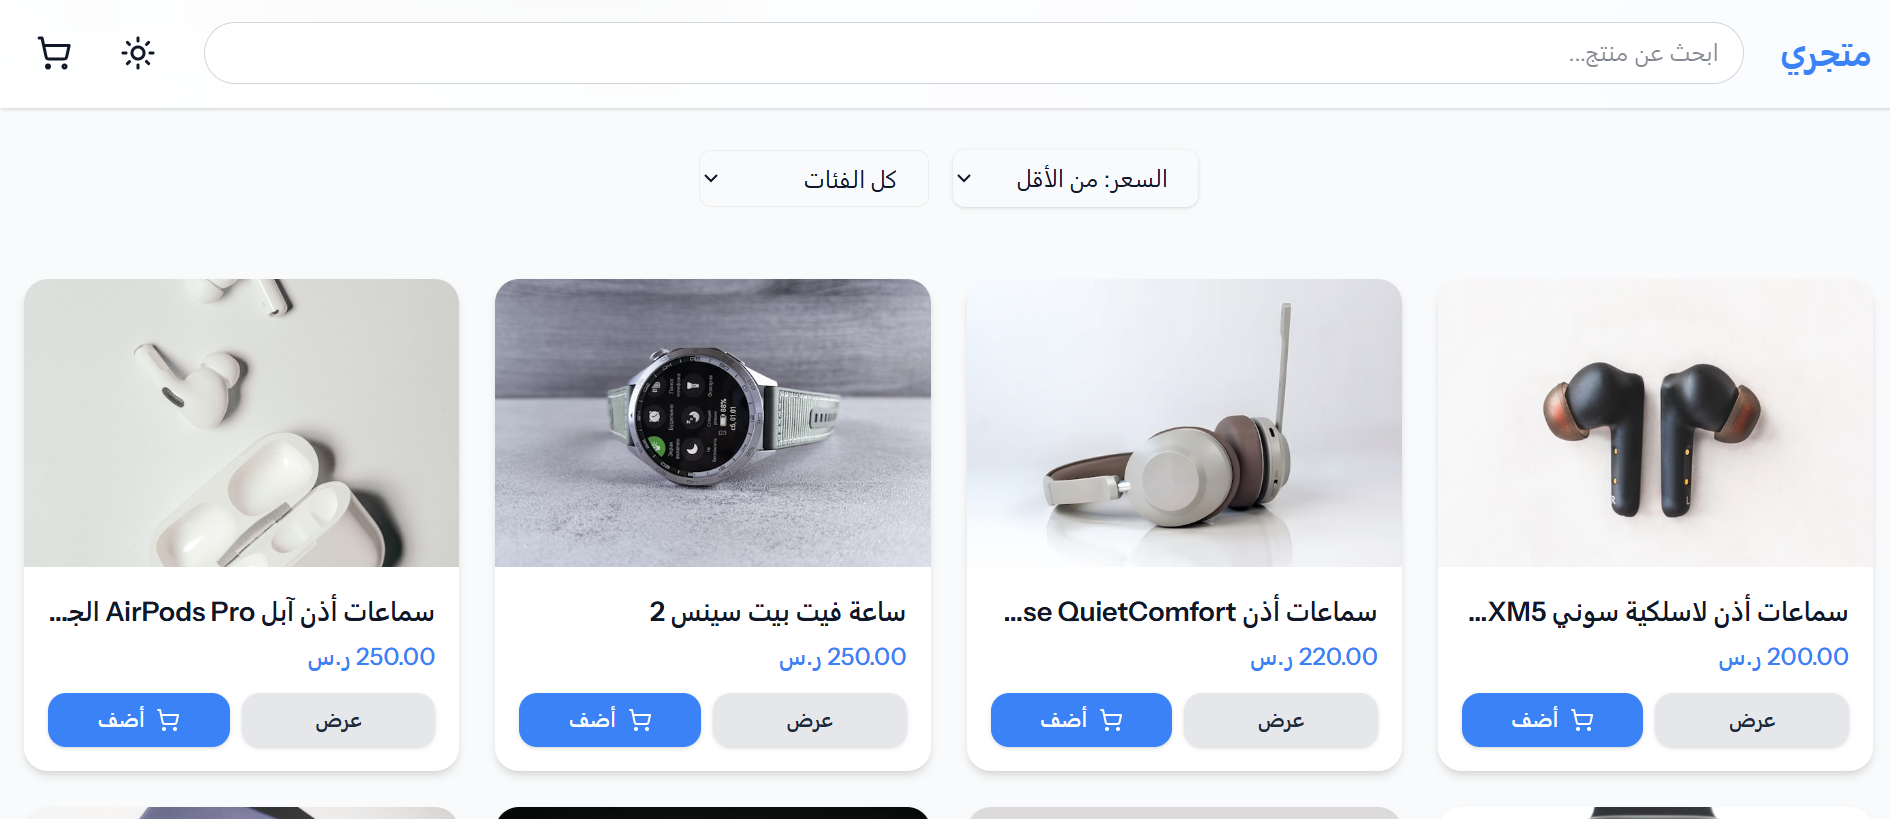 متجري
ابحث عن منتج...
السعر: من الأقل
كل الفئات
سماعات أذن لاسلكية سوني XM5...
200.00 ر.س
عرض
أضف
سماعات أذن se QuietComfort...
220.00 ر.س
عرض
أضف
ساعة فيت بيت سينس 2
250.00 ر.س
عرض
أضف
سماعات أذن آبل AirPods Pro الجـ...
250.00 ر.س
عرض
أضف
88%
R
L